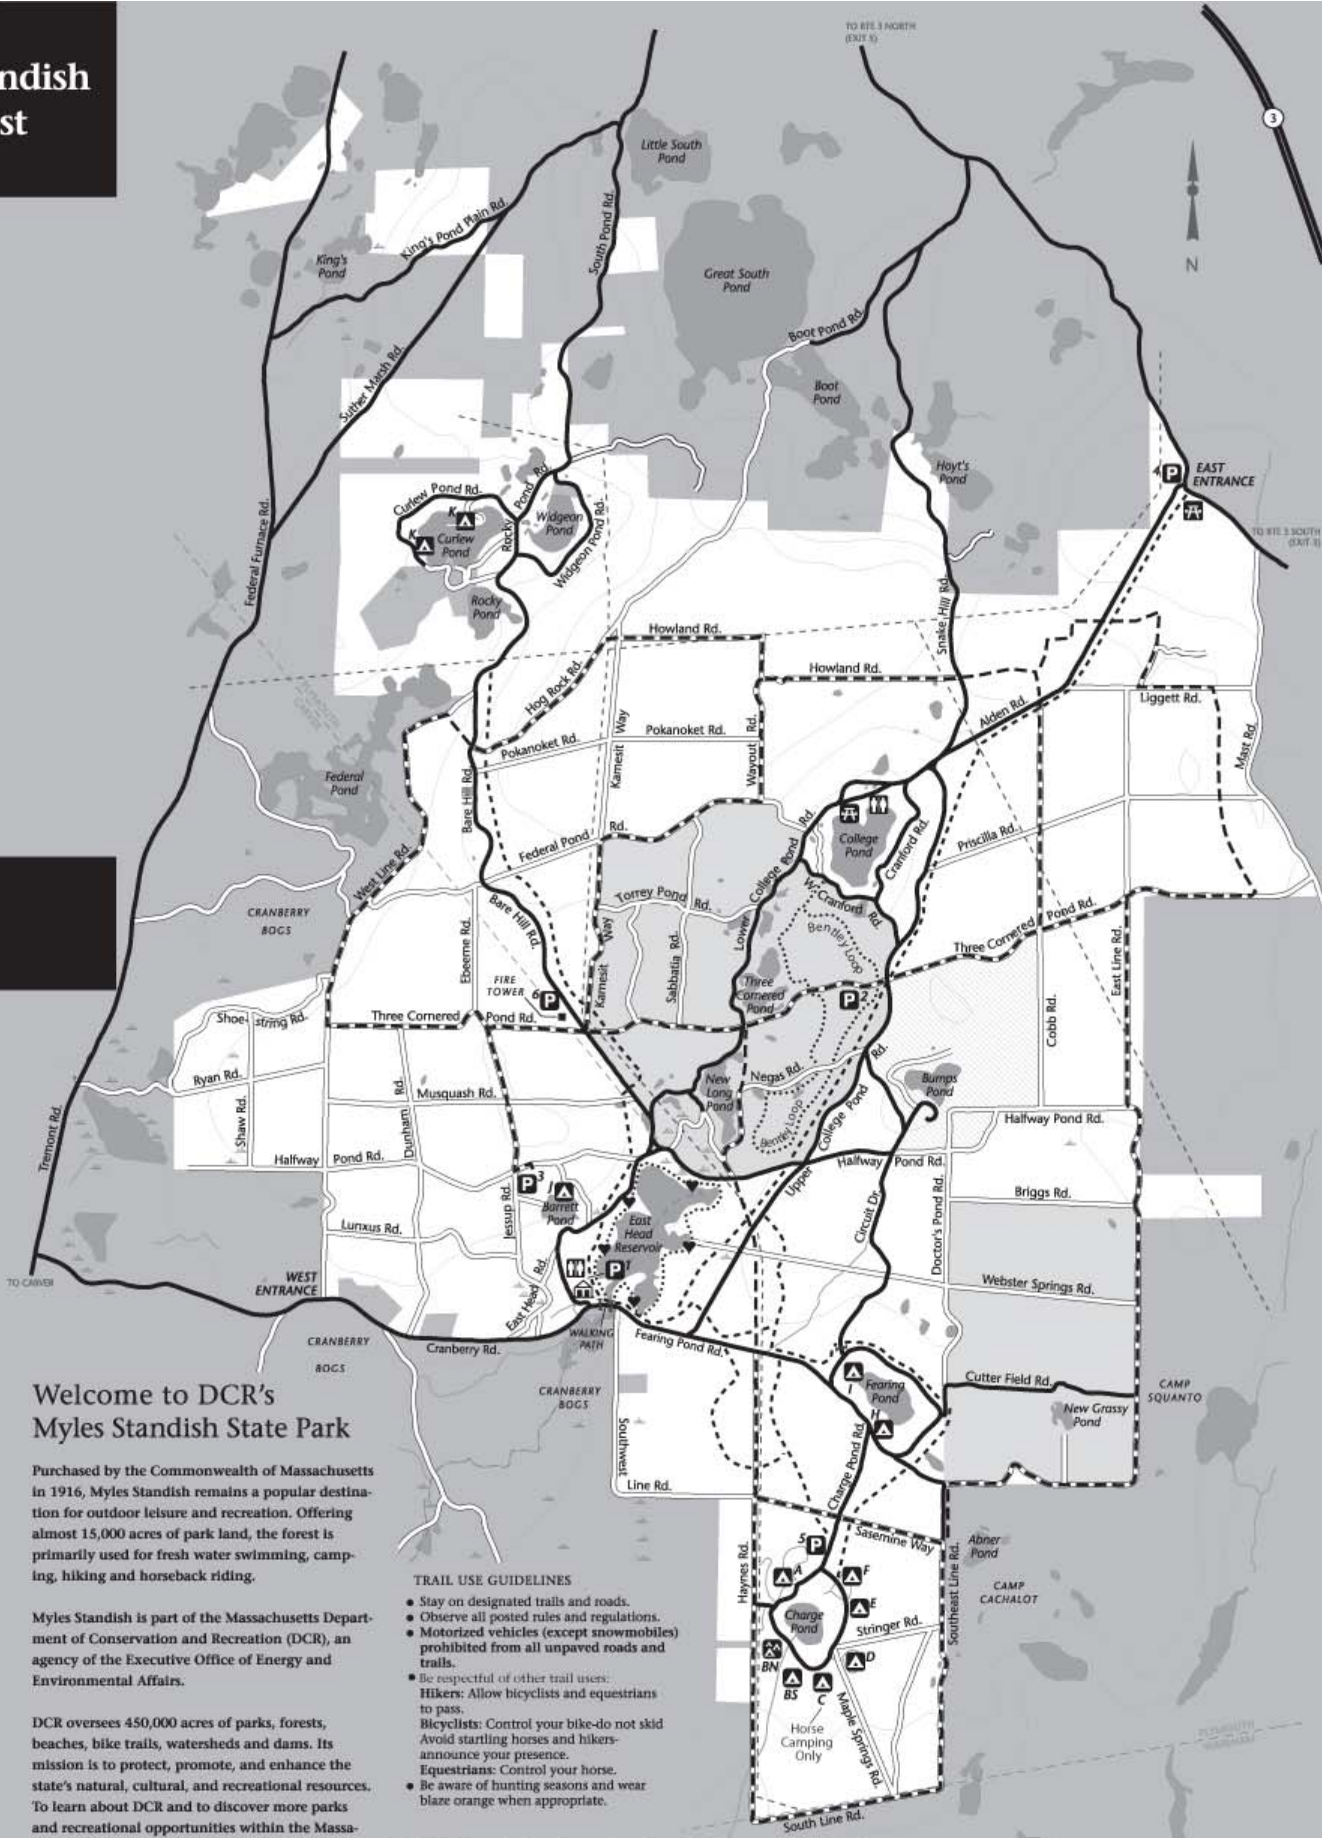 ndish
st
TO RTE 3 NORTH
(EXIT 5)
3
Little South
Pond
King's Pond Plain Rd.
South Pond Rd.
King's
Pond
Great South
Pond
N
Boot Pond Rd.
Suther Marsh Rd.
Boot
Pond
Hoyt's
Pond
4 P
EAST
ENTRANCE
TO RTE 3 SOUTH
(EXIT 3)
Curlew Pond Rd.
Rocky Pond Rd.
K
K
Curlew
Pond
Widgeon
Pond
Widgeon Pond Rd.
Federal Furnace Rd.
Rocky
Pond
Snake Hill Rd.
Howland Rd.
Howland Rd.
Hog Rock Rd.
Liggett Rd.
Alden Rd.
Pokanoket Rd.
Pokanoket Rd.
Karnesit Way
Wayout Rd.
Mast Rd.
Federal
Pond
Bare Hill Rd.
College
Pond
Cranford Rd.
Priscilla Rd.
Federal Pond Rd.
West Line Rd.
Lower College Pond Rd.
Torrey Pond Rd.
W. Cranford Rd.
CRANBERRY
BOGS
Bare Hill Rd.
Bentley Loop
Three Cornered Pond Rd.
Ebeeme Rd.
Karnesit Way
Sabbatia Rd.
East Line Rd.
FIRE
TOWER
6 P
Three
Cornered
Pond
P 2
Shoe-string Rd.
Three Cornered Pond Rd.
Cobb Rd.
Ryan Rd.
Musquash Rd.
New
Long
Pond
Negas Rd.
Bentley Loop
Bumps
Pond
Shaw Rd.
Dunham Rd.
Upper College Pond Rd.
Halfway Pond Rd.
Tremont Rd.
Halfway Pond Rd.
Halfway Pond Rd.
P 3
J
Barrett
Pond
Jessup Rd.
Briggs Rd.
Lunxus Rd.
East
Head
Reservoir
Circuit Dr.
Doctor's Pond Rd.
P 1
TO CARVER
WEST
ENTRANCE
East Head Rd.
Webster Springs Rd.
WALKING
PATH
Fearing Pond Rd.
CRANBERRY
BOGS
Cranberry Rd.
I
Fearing
Pond
H
Cutter Field Rd.
CAMP
SQUANTO
New Grassy
Pond
CRANBERRY
BOGS
Welcome to DCR's
Myles Standish State Park
Southwest Line Rd.
Charge Pond Rd.
Purchased by the Commonwealth of Massachusetts
in 1916, Myles Standish remains a popular destina-
tion for outdoor leisure and recreation. Offering
almost 15,000 acres of park land, the forest is
primarily used for fresh water swimming, camp-
ing, hiking and horseback riding.
Myles Standish is part of the Massachusetts Depart-
ment of Conservation and Recreation (DCR), an
agency of the Executive Office of Energy and
Environmental Affairs.
DCR oversees 450,000 acres of parks, forests,
beaches, bike trails, watersheds and dams. Its
mission is to protect, promote, and enhance the
state's natural, cultural, and recreational resources.
To learn about DCR and to discover more parks
and recreational opportunities within the Massa-
TRAIL USE GUIDELINES
• Stay on designated trails and roads.
• Observe all posted rules and regulations.
• Motorized vehicles (except snowmobiles)
prohibited from all unpaved roads and
trails.
• Be respectful of other trail users:
Hikers: Allow bicyclists and equestrians
to pass.
Bicyclists: Control your bike-do not skid
Avoid startling horses and hikers-
announce your presence.
Equestrians: Control your horse.
• Be aware of hunting seasons and wear
blaze orange when appropriate.
Sasemine Way
5 P
Haynes Rd.
A
F
E
Abner
Pond
CAMP
CACHALOT
Southeast Line Rd.
Charge
Pond
Stringer Rd.
BN
D
BS
C
Horse
Camping
Only
Maple Springs Rd.
PLYMOUTH
WAREHAM
South Line Rd.